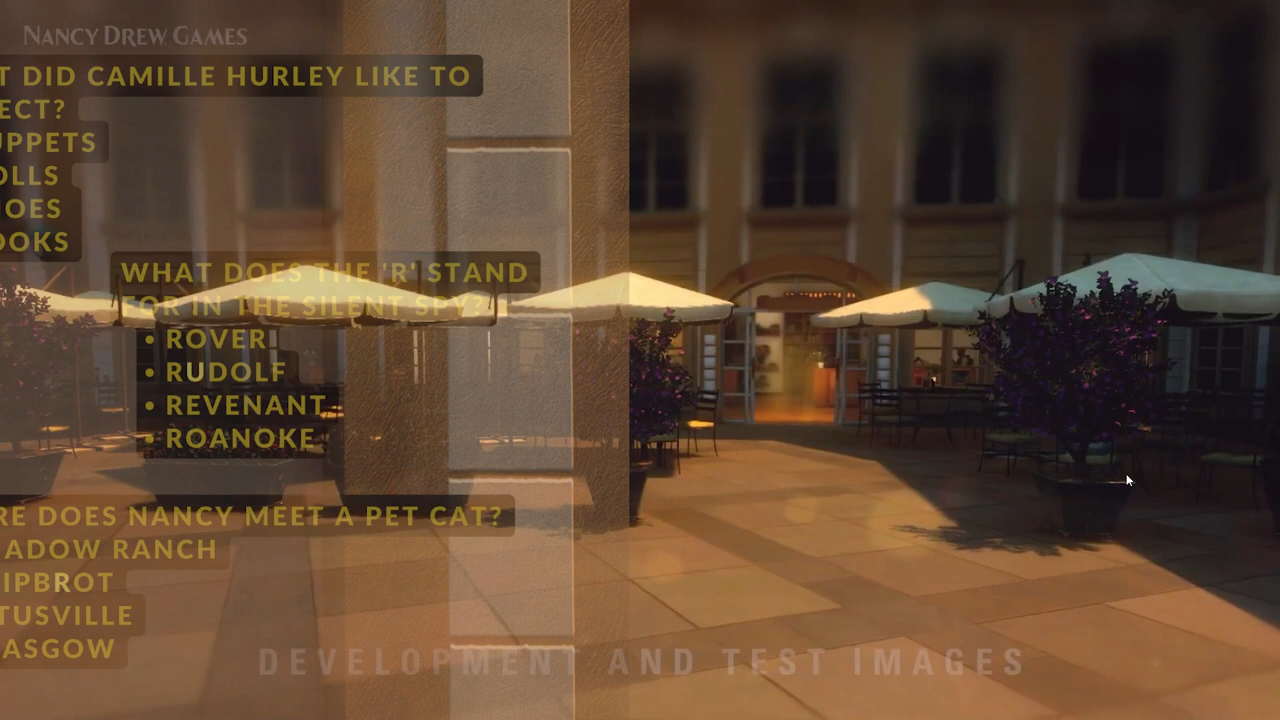 NANCY DREW GAMES
T DID CAMILLE HURLEY LIKE TO
ECT?
UPPETS
OLLS
HOES
OOKS
WHAT DOES THE 'R' STAND
FOR IN THE SILENT SPY?
• ROVER
• RUDOLF
• REVENANT
• ROANOKE
RE DOES NANCY MEET A PET CAT?
ADOW RANCH
IPBROT
TUSVILLE
ASGOW
DEVELOPMENT AND TEST IMAGES